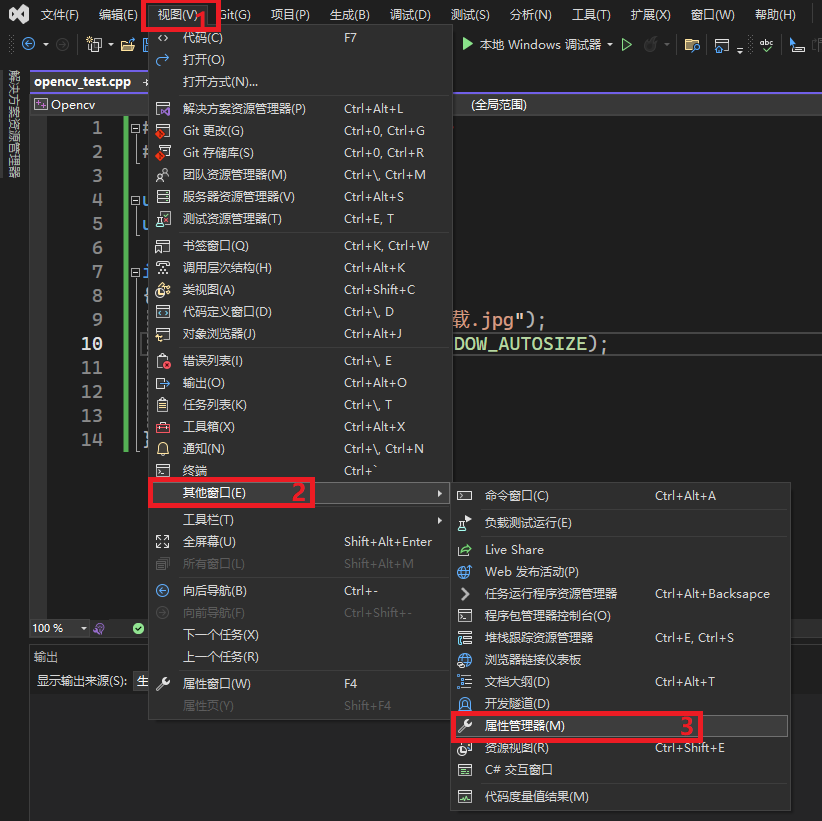 文件(F) 编辑(E) 视图(V) 1 Git(G) 项目(P) 生成(B) 调试(D) 测试(S) 分析(N) 工具(T) 扩展(X) 窗口(W) 帮助(H)
本地 Windows 调试器
解决方案资源管理器
opencv_test.cpp
Opencv
(全局范围)
1 #
2 #
3
4 u
5 u
6
7 i
8 {
9 载.jpg");
10 DOW_AUTOSIZE);
11
12
13
14 }
代码(C) F7
打开(O)
打开方式(N)...
解决方案资源管理器(P) Ctrl+Alt+L
Git 更改(G) Ctrl+0, Ctrl+G
Git 存储库(S) Ctrl+0, Ctrl+R
团队资源管理器(M) Ctrl+\, Ctrl+M
服务器资源管理器(V) Ctrl+Alt+S
测试资源管理器(T) Ctrl+E, T
书签窗口(Q) Ctrl+K, Ctrl+W
调用层次结构(H) Ctrl+Alt+K
类视图(A) Ctrl+Shift+C
代码定义窗口(D) Ctrl+\, D
对象浏览器(J) Ctrl+Alt+J
错误列表(I) Ctrl+\, E
输出(O) Ctrl+Alt+O
任务列表(K) Ctrl+\, T
工具箱(X) Ctrl+Alt+X
通知(N) Ctrl+\, Ctrl+N
终端 Ctrl+`
其他窗口(E) 2
工具栏(T)
全屏幕(U) Shift+Alt+Enter
所有窗口(L) Shift+Alt+M
向后导航(B) Ctrl+-
向前导航(F) Ctrl+Shift+-
下一个任务(X)
上一个任务(R)
属性窗口(W) F4
属性页(Y) Shift+F4
命令窗口(C) Ctrl+Alt+A
负载测试运行(E)
Live Share
Web 发布活动(P)
任务运行程序资源管理器 Ctrl+Alt+Backsapce
程序包管理器控制台(O)
堆栈跟踪资源管理器 Ctrl+E, Ctrl+S
浏览器链接仪表板
文档大纲(D) Ctrl+Alt+T
开发隧道(D)
属性管理器(M) 3
资源视图(R) Ctrl+Shift+E
C# 交互窗口
代码度量值结果(M)
100 %
输出
显示输出来源(S): 生